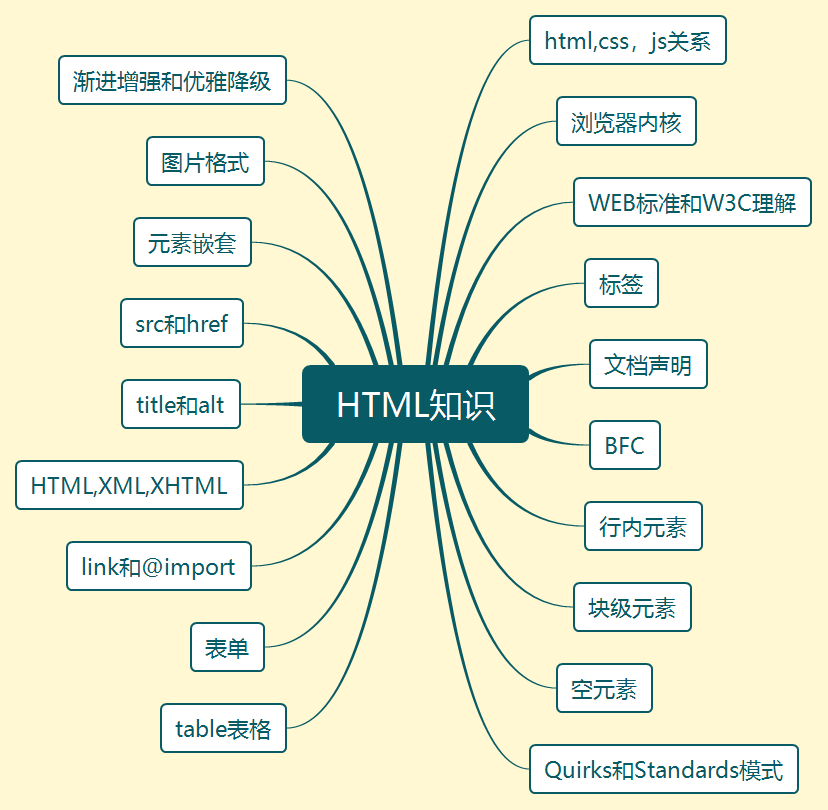 html,css，js关系
渐进增强和优雅降级
浏览器内核
图片格式
WEB标准和W3C理解
元素嵌套
标签
src和href
文档声明
title和alt
HTML知识
BFC
HTML,XML,XHTML
行内元素
link和@import
块级元素
表单
空元素
table表格
Quirks和Standards模式